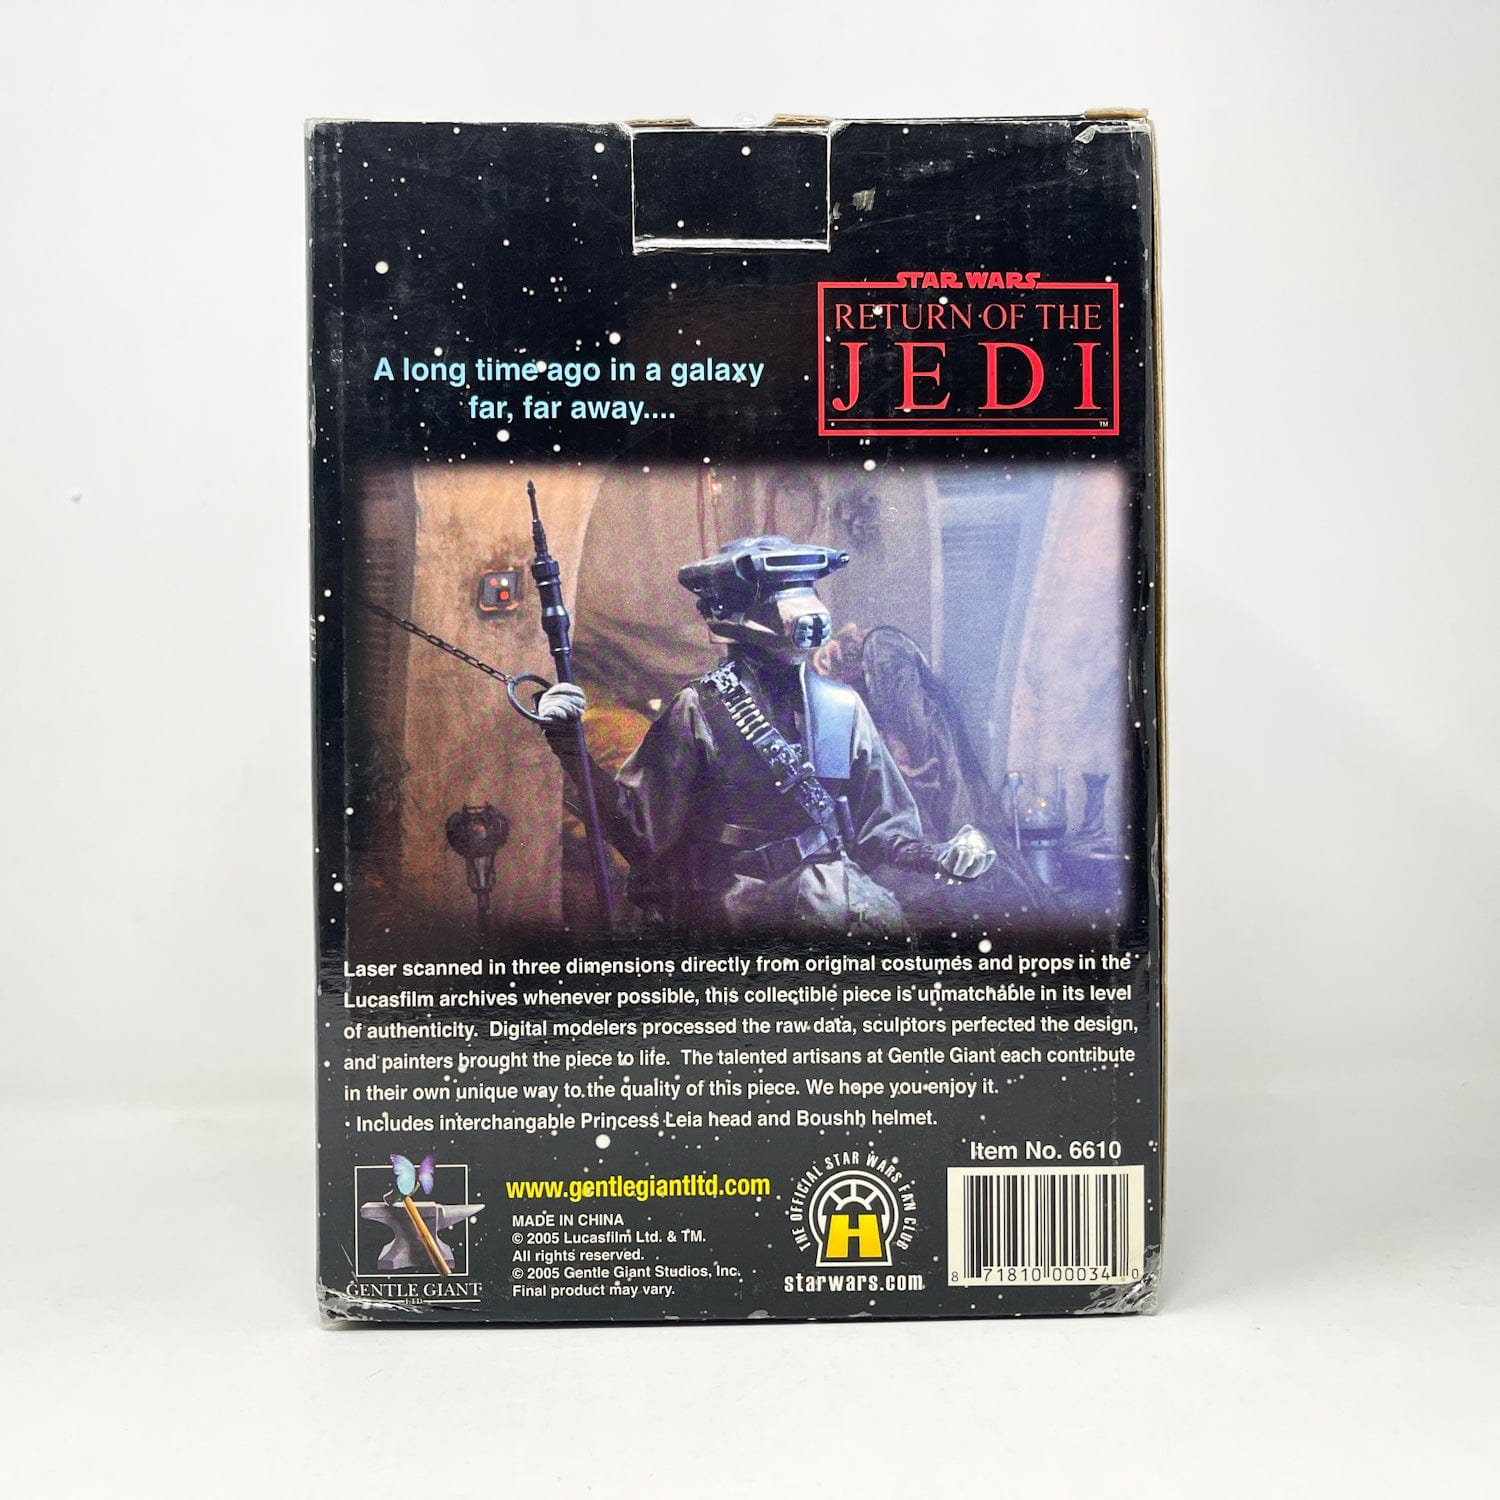 STAR WARS
RETURN OF THE
JEDI
TM
A long time ago in a galaxy
far, far away....
Laser scanned in three dimensions directly from original costumes and props in the
Lucasfilm archives whenever possible, this collectible piece is unmatchable in its level
of authenticity. Digital modelers processed the raw data, sculptors perfected the design,
and painters brought the piece to life. The talented artisans at Gentle Giant each contribute
in their own unique way to the quality of this piece. We hope you enjoy it.
• Includes interchangable Princess Leia head and Boushh helmet.
Item No. 6610
GENTLE GIANT
LTD
www.gentlegiantltd.com
MADE IN CHINA
© 2005 Lucasfilm Ltd. & TM.
All rights reserved.
© 2005 Gentle Giant Studios, Inc.
Final product may vary.
THE OFFICIAL STAR WARS FAN CLUB
H
starwars.com
8 71810 00034 0